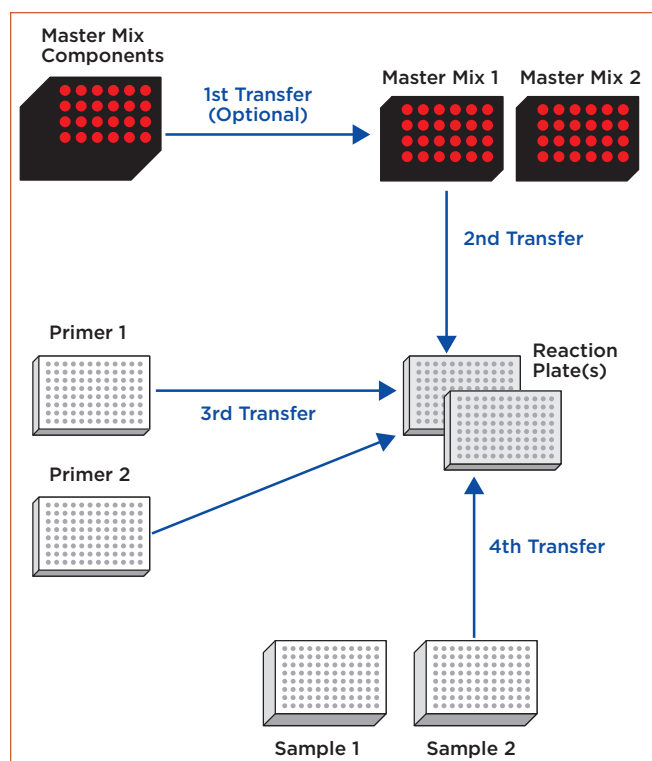 Master Mix
Components
1st Transfer
(Optional)
Master Mix 1
Master Mix 2
2nd Transfer
Primer 1
Reaction
Plate(s)
3rd Transfer
Primer 2
4th Transfer
Sample 1
Sample 2